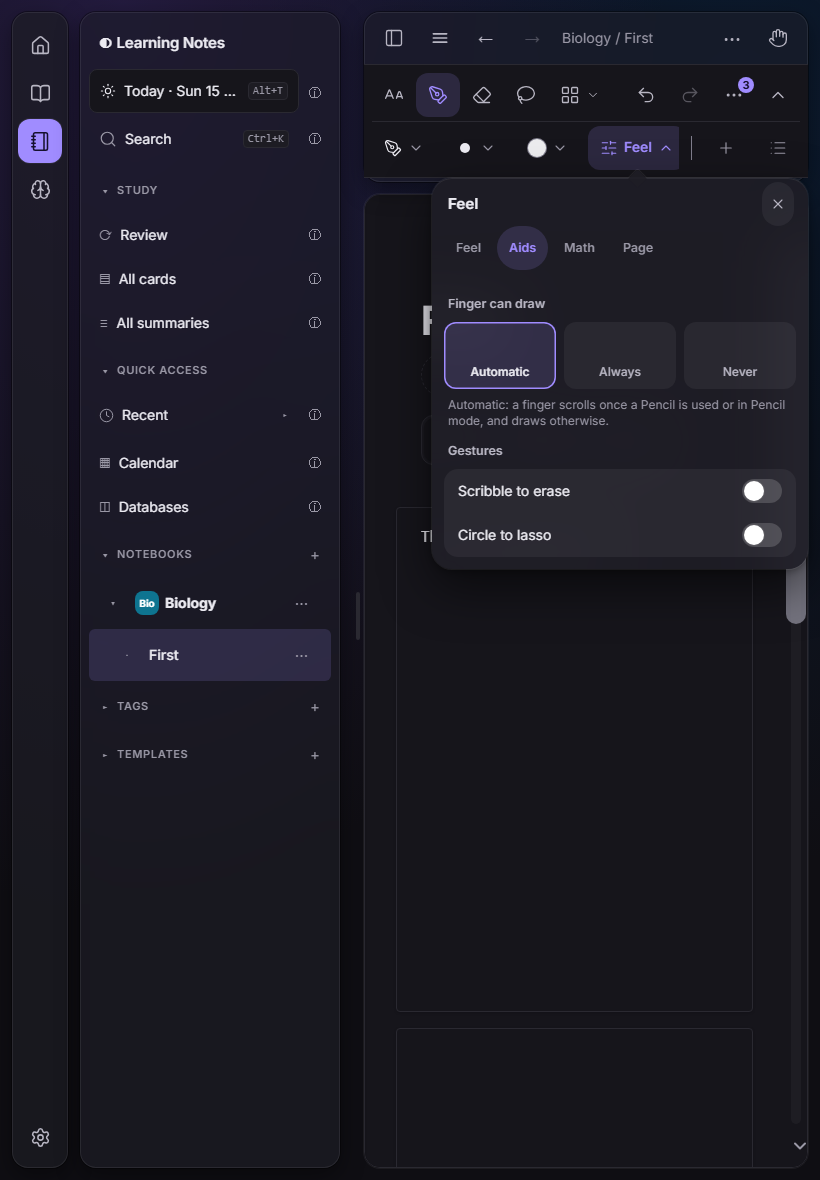 Learning Notes
Today · Sun 15 ... Alt+T
Search Ctrl+K
STUDY
Review
All cards
All summaries
QUICK ACCESS
Recent
Calendar
Databases
NOTEBOOKS
Bio Biology
First
TAGS
TEMPLATES
Biology / First
AA
3
Feel
Feel
Feel Aids Math Page
Finger can draw
Automatic Always Never
Automatic: a finger scrolls once a Pencil is used or in Pencil
mode, and draws otherwise.
Gestures
Scribble to erase
Circle to lasso